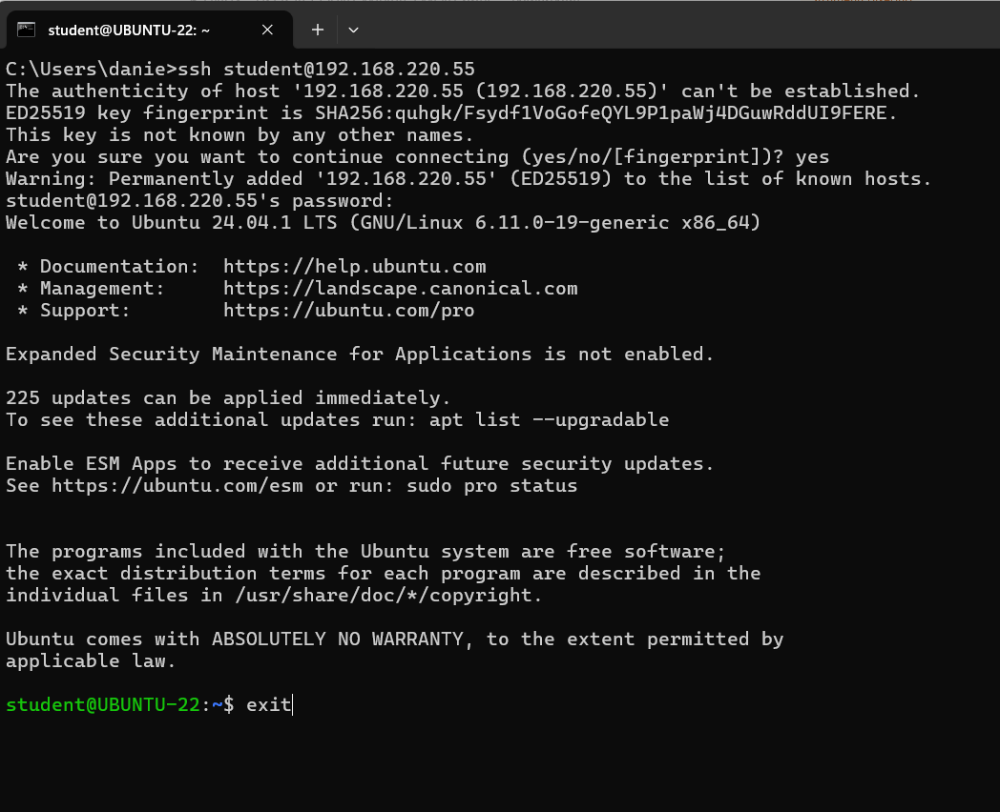 student@UBUNTU-22: ~
C:\Users\danie>ssh student@192.168.220.55
The authenticity of host '192.168.220.55 (192.168.220.55)' can't be established.
ED25519 key fingerprint is SHA256:quhgk/Fsydf1VoGofeQYL9P1paWj4DGuwRddUI9FERE.
This key is not known by any other names.
Are you sure you want to continue connecting (yes/no/[fingerprint])? yes
Warning: Permanently added '192.168.220.55' (ED25519) to the list of known hosts.
student@192.168.220.55's password:
Welcome to Ubuntu 24.04.1 LTS (GNU/Linux 6.11.0-19-generic x86_64)

 * Documentation:  https://help.ubuntu.com
 * Management:     https://landscape.canonical.com
 * Support:        https://ubuntu.com/pro

Expanded Security Maintenance for Applications is not enabled.

225 updates can be applied immediately.
To see these additional updates run: apt list --upgradable

Enable ESM Apps to receive additional future security updates.
See https://ubuntu.com/esm or run: sudo pro status

The programs included with the Ubuntu system are free software;
the exact distribution terms for each program are described in the
individual files in /usr/share/doc/*/copyright.

Ubuntu comes with ABSOLUTELY NO WARRANTY, to the extent permitted by
applicable law.

student@UBUNTU-22:~$ exit